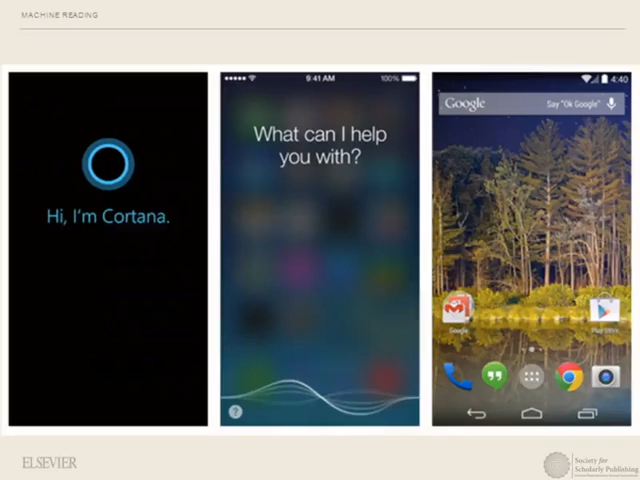 MACHINE READING
Hi, I'm Cortana.
9:41 AM
100%
What can I help
you with?
?
4:40
Google
Say "Ok Google"
Google
Play Store
ELSEVIER
Society for
Scholarly Publishing